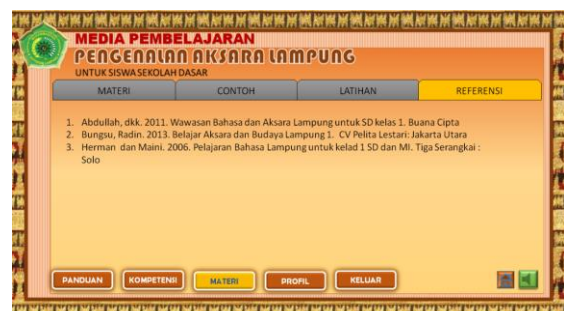 MEDIA PEMBELAJARAN
PENGENALAN AKSARA LAMPUNG
UNTUK SISWA SEKOLAH DASAR
MATERI CONTOH LATIHAN REFERENSI
1. Abdullah, dkk. 2011. Wawasan Bahasa dan Aksara Lampung untuk SD kelas 1. Buana Cipta
2. Bungsu, Radin. 2013. Belajar Aksara dan Budaya Lampung 1. CV Pelita Lestari: Jakarta Utara
3. Herman dan Maini. 2006. Pelajaran Bahasa Lampung untuk kelad 1 SD dan MI. Tiga Serangkai :
Solo
PANDUAN KOMPETENSI MATERI PROFIL KELUAR